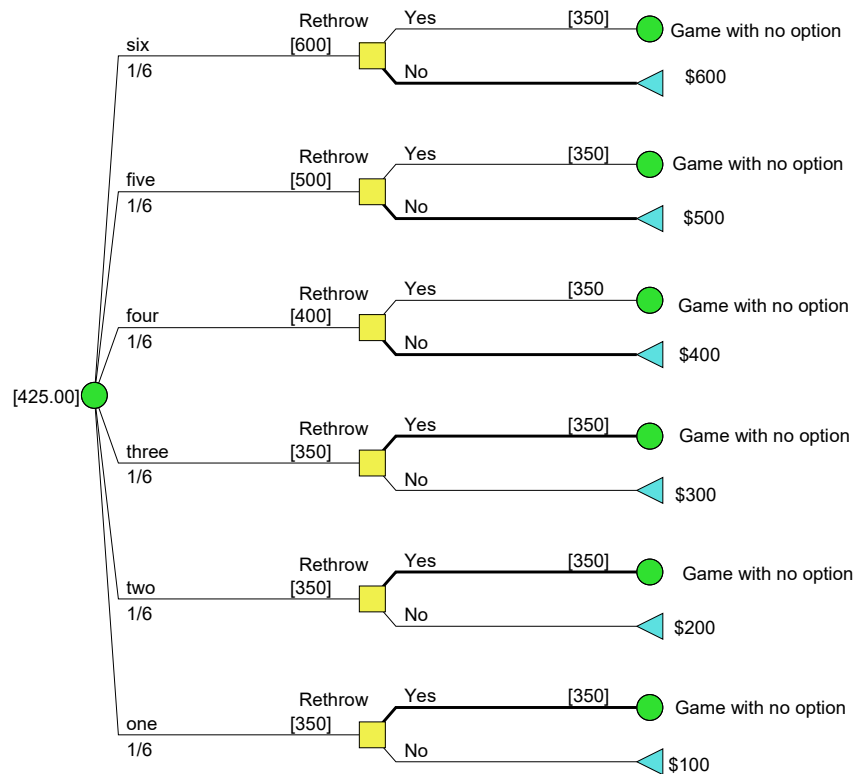 Rethrow Yes [350] Game with no option
six [600]
1/6 No $600
Rethrow Yes [350] Game with no option
five [500]
1/6 No $500
Rethrow Yes [350 Game with no option
four [400]
1/6 No $400
[425.00]
Rethrow Yes [350] Game with no option
three [350]
1/6 No $300
Rethrow Yes [350] Game with no option
two [350]
1/6 No $200
Rethrow Yes [350] Game with no option
one [350]
1/6 No $100